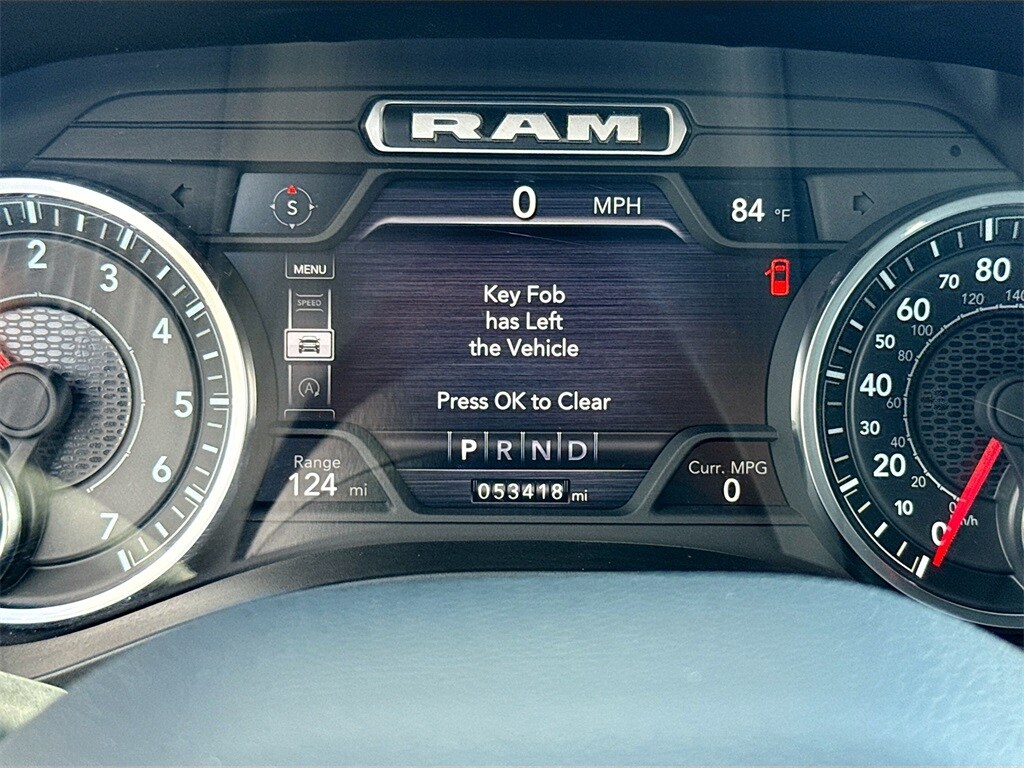 RAM
S
0 MPH
84 °F
MENU
SPEED
A
Key Fob
has Left
the Vehicle
Press OK to Clear
P R N D
Range
124 mi
053418 mi
Curr. MPG
0
2
3
4
5
6
7
0
10
20
30
40
50
60
70
80
20
40
60
80
100
120
140